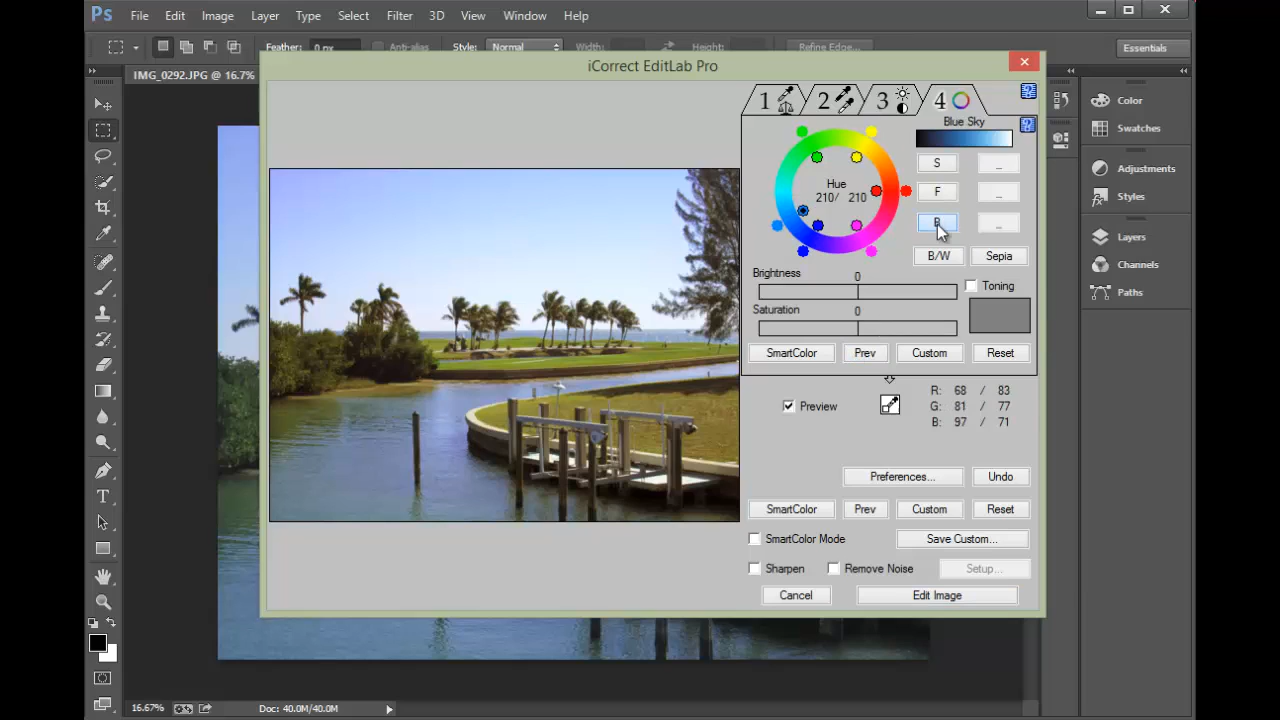 Ps File Edit Image Layer Type Select Filter 3D View Window Help
Feather: 0 px Anti-alias Style: Normal Width: Height: Refine Edge... Essentials
IMG_0292.JPG @ 16.7%
iCorrect EditLab Pro
1 2 3 4
Blue Sky
Hue
210/ 210
S ...
F ...
B ...
B/W Sepia
Brightness 0
Toning
Saturation 0
SmartColor Prev Custom Reset
Preview
R: 68 / 83
G: 81 / 77
B: 97 / 71
Preferences... Undo
SmartColor Prev Custom Reset
SmartColor Mode Save Custom...
Sharpen Remove Noise Setup...
Cancel Edit Image
Color
Swatches
Adjustments
Styles
Layers
Channels
Paths
16.67% Doc: 40.0M/40.0M